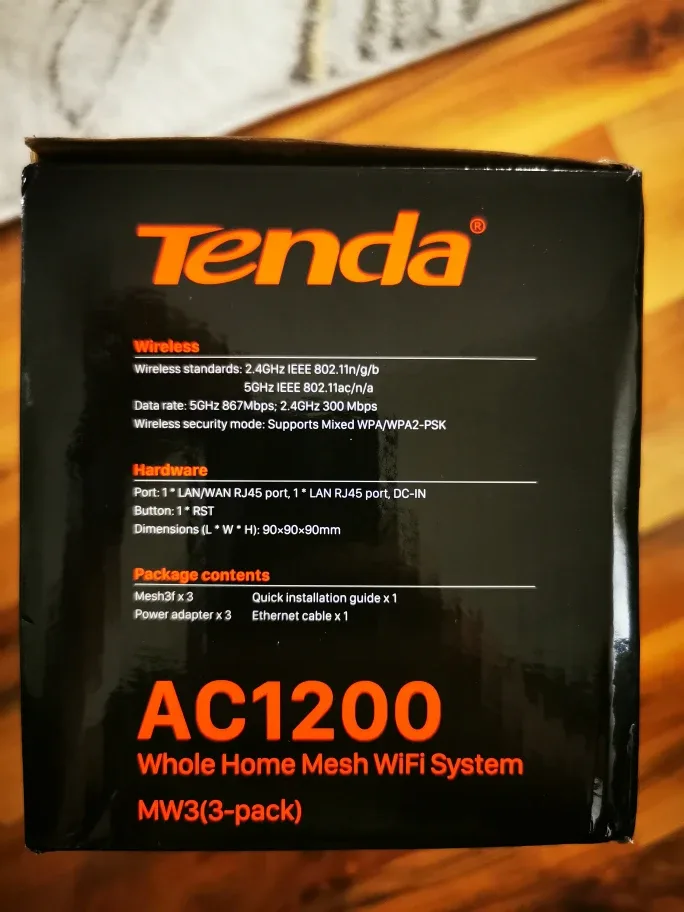 Tenda®
Wireless
Wireless standards: 2.4GHz IEEE 802.11n/g/b
5GHz IEEE 802.11ac/n/a
Data rate: 5GHz 867Mbps; 2.4GHz 300 Mbps
Wireless security mode: Supports Mixed WPA/WPA2-PSK
Hardware
Port: 1 * LAN/WAN RJ45 port, 1 * LAN RJ45 port, DC-IN
Button: 1 * RST
Dimensions (L * W * H): 90×90×90mm
Package contents
Mesh3f x 3 Quick installation guide x 1
Power adapter x 3 Ethernet cable x 1
AC1200
Whole Home Mesh WiFi System
MW3(3-pack)